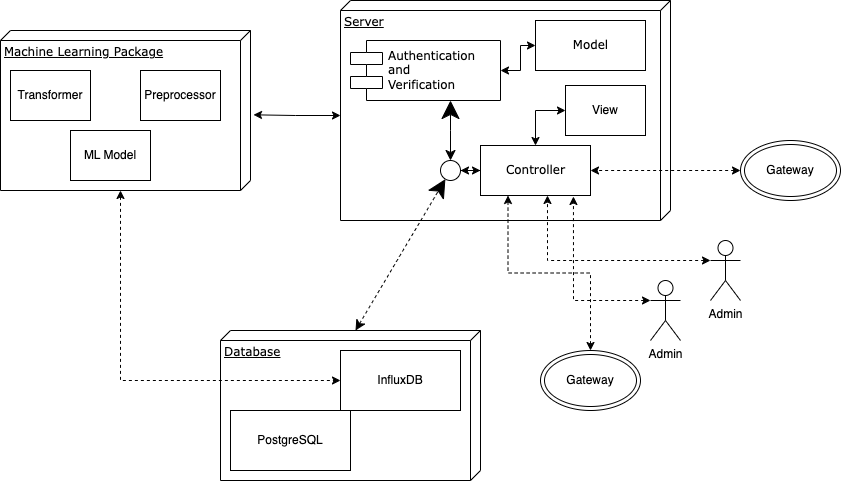 Machine Learning Package
Transformer
Preprocessor
ML Model
Server
Authentication
and
Verification
Model
View
Controller
Gateway
Admin
Admin
Gateway
Database
InfluxDB
PostgreSQL